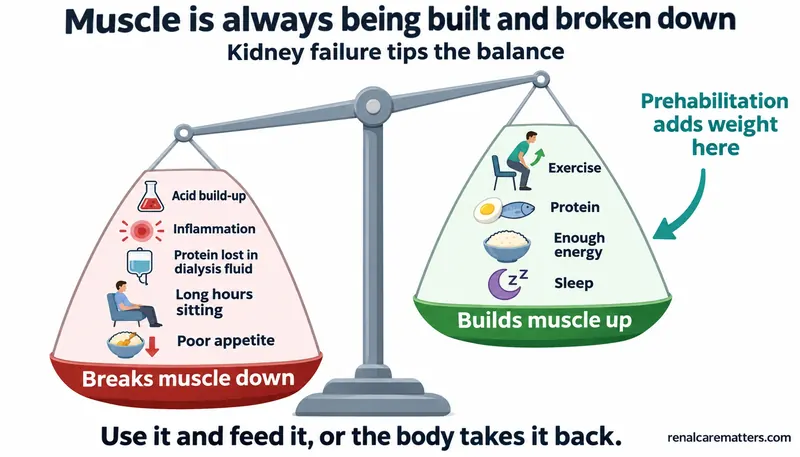 Muscle is always being built and broken down
Kidney failure tips the balance
Prehabilitation
adds weight
here
Acid build-up
Inflammation
Protein lost in
dialysis fluid
Long hours
sitting
Poor appetite
Breaks muscle down
Exercise
Protein
Enough
energy
Z Z
Sleep
Builds muscle up
Use it and feed it, or the body takes it back.
renalcarematters.com